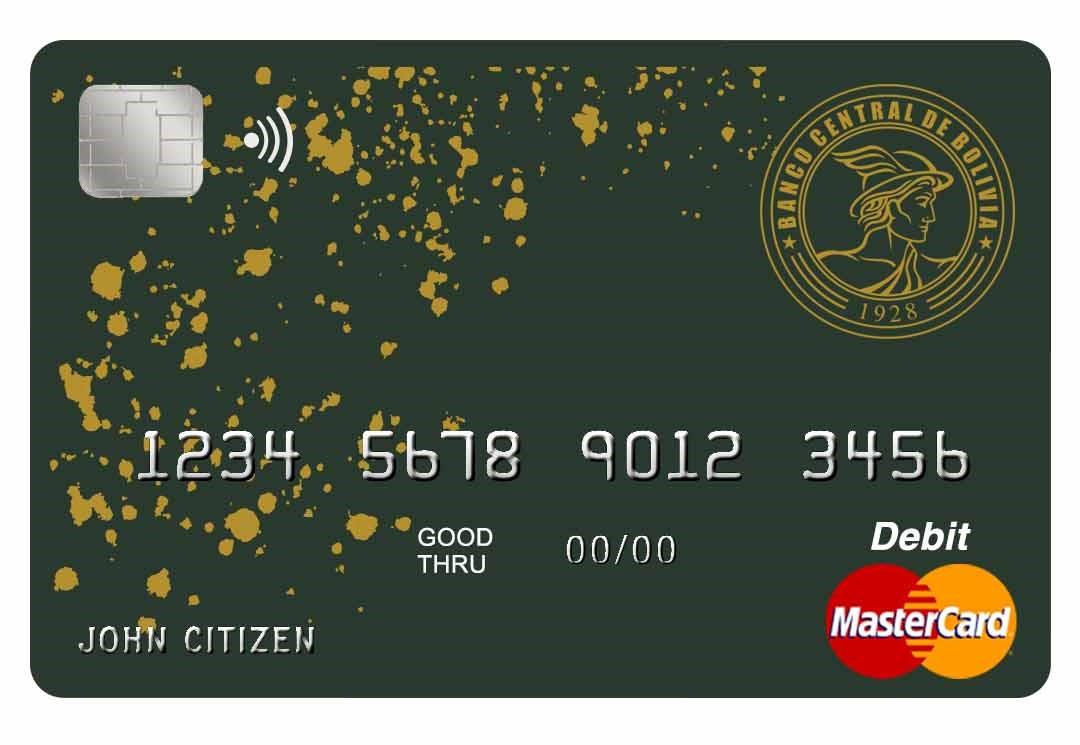 BANCO CENTRAL DE BOLIVIA
1928
1234 5678 9012 3456
Debit
GOOD
THRU
00/00
MasterCard
JOHN CITIZEN